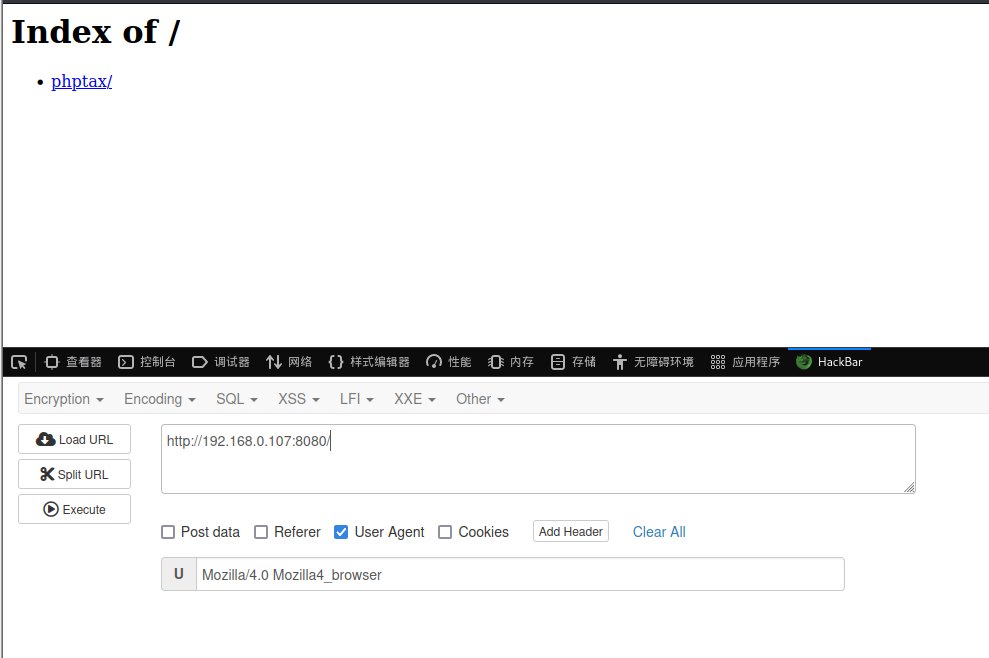 Index of /
phptax/
查看器 控制台 调试器 网络 样式编辑器 性能 内存 存储 无障碍环境 应用程序 HackBar
Encryption Encoding SQL XSS LFI XXE Other
Load URL
http://192.168.0.107:8080/
Split URL
Execute
Post data Referer User Agent Cookies Add Header Clear All
U Mozilla/4.0 Mozilla4_browser